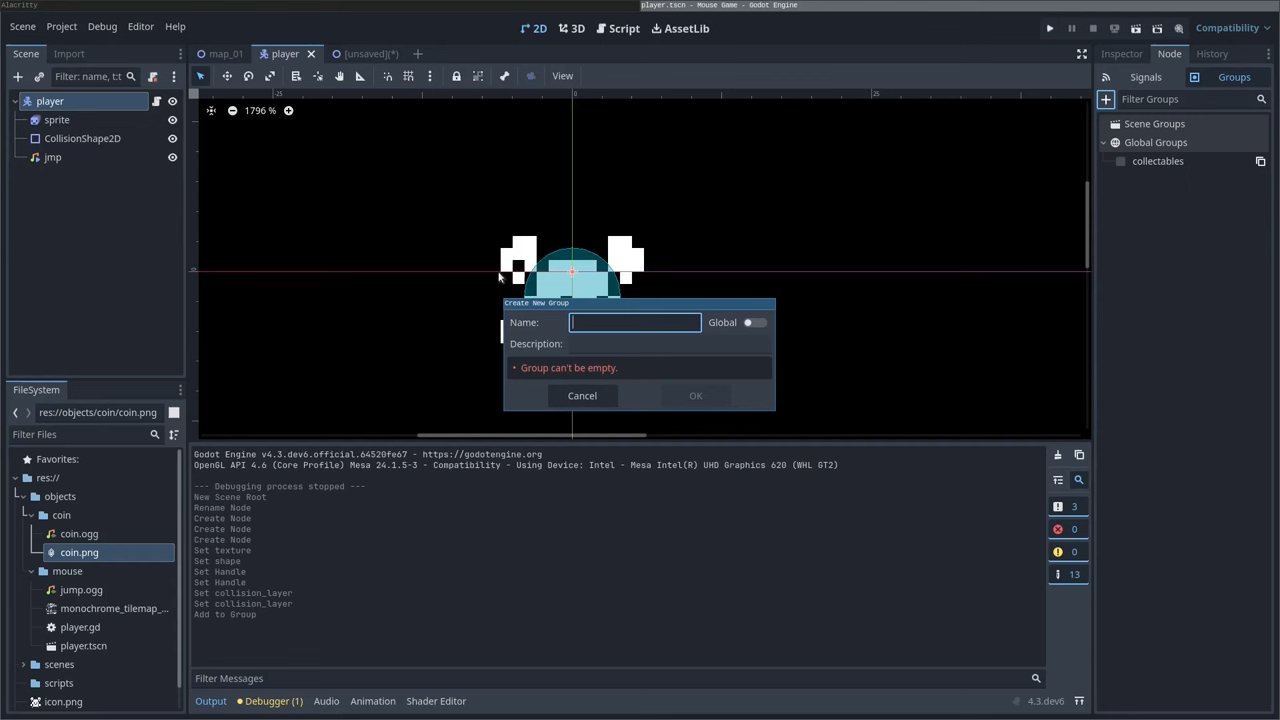 Alacritty
player.tscn - Mouse Game - Godot Engine
Scene Project Debug Editor Help
2D 3D Script AssetLib
Compatibility
Scene Import
map_01 player [unsaved](*)
Inspector Node History
Filter: name, t:t
View
Signals Groups
-25 0 25
Filter Groups
player
1796 %
Scene Groups
sprite
Global Groups
CollisionShape2D
collectables
jmp
0
Create New Group
Name: Global
Description:
• Group can't be empty.
Cancel OK
FileSystem
res://objects/coin/coin.png
Filter Files
Favorites:
res://
objects
coin
coin.ogg
coin.png
mouse
jump.ogg
monochrome_tilemap_...
player.gd
player.tscn
scenes
scripts
icon.png
Godot Engine v4.3.dev6.official.64520fe67 - https://godotengine.org
OpenGL API 4.6 (Core Profile) Mesa 24.1.5-3 - Compatibility - Using Device: Intel - Mesa Intel(R) UHD Graphics 620 (WHL GT2)
--- Debugging process stopped ---
New Scene Root
Rename Node
Create Node
Create Node
Create Node
Set texture
Set shape
Set Handle
Set Handle
Set collision_layer
Set collision_layer
Add to Group
3
0
0
13
Filter Messages
Output Debugger (1) Audio Animation Shader Editor
4.3.dev6